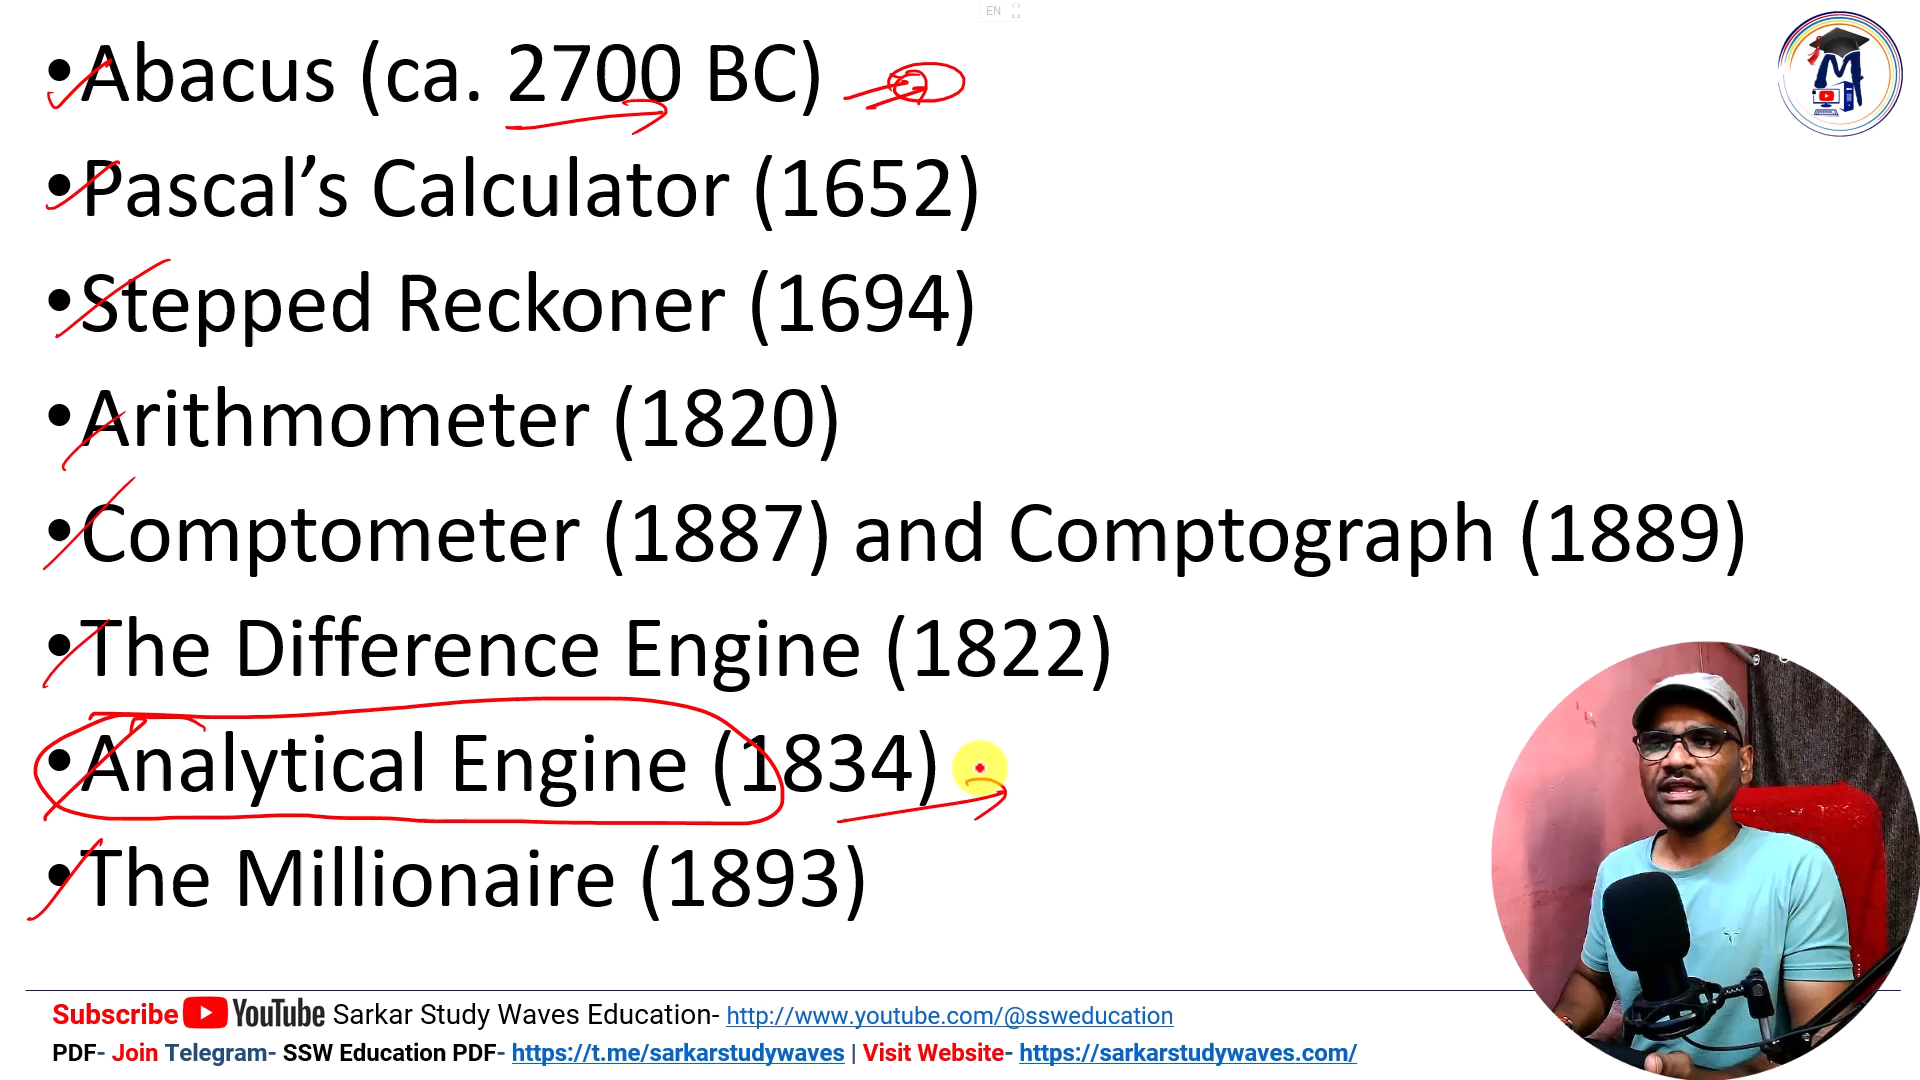 EN
•Abacus (ca. 2700 BC)
•Pascal’s Calculator (1652)
•Stepped Reckoner (1694)
•Arithmometer (1820)
•Comptometer (1887) and Comptograph (1889)
•The Difference Engine (1822)
•Analytical Engine (1834)
•The Millionaire (1893)
Subscribe YouTube Sarkar Study Waves Education- http://www.youtube.com/@ssweducation
PDF- Join Telegram- SSW Education PDF- https://t.me/sarkarstudywaves | Visit Website- https://sarkarstudywaves.com/